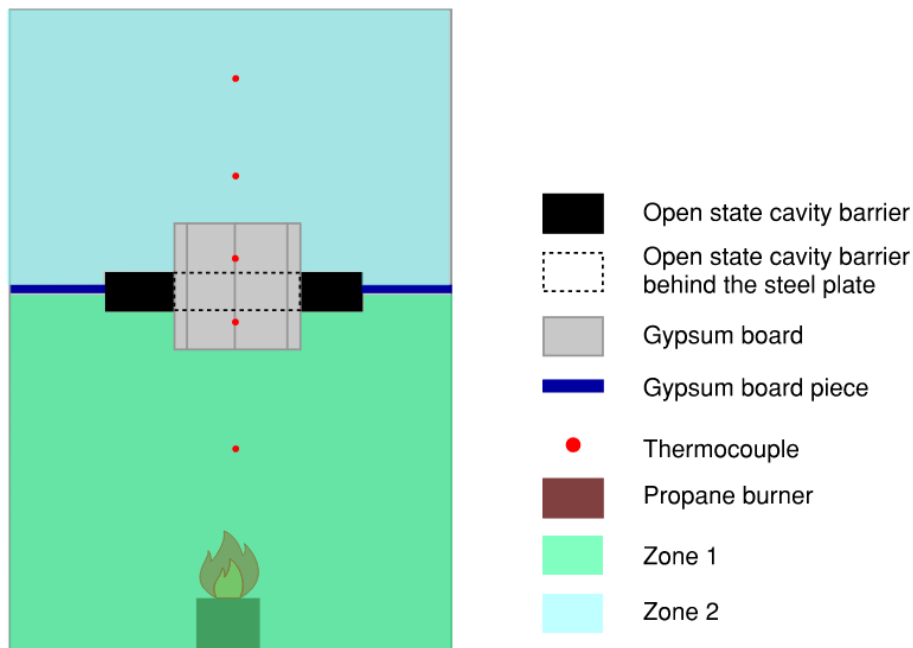 Open state cavity barrier
Open state cavity barrier
behind the steel plate
Gypsum board
Gypsum board piece
Thermocouple
Propane burner
Zone 1
Zone 2